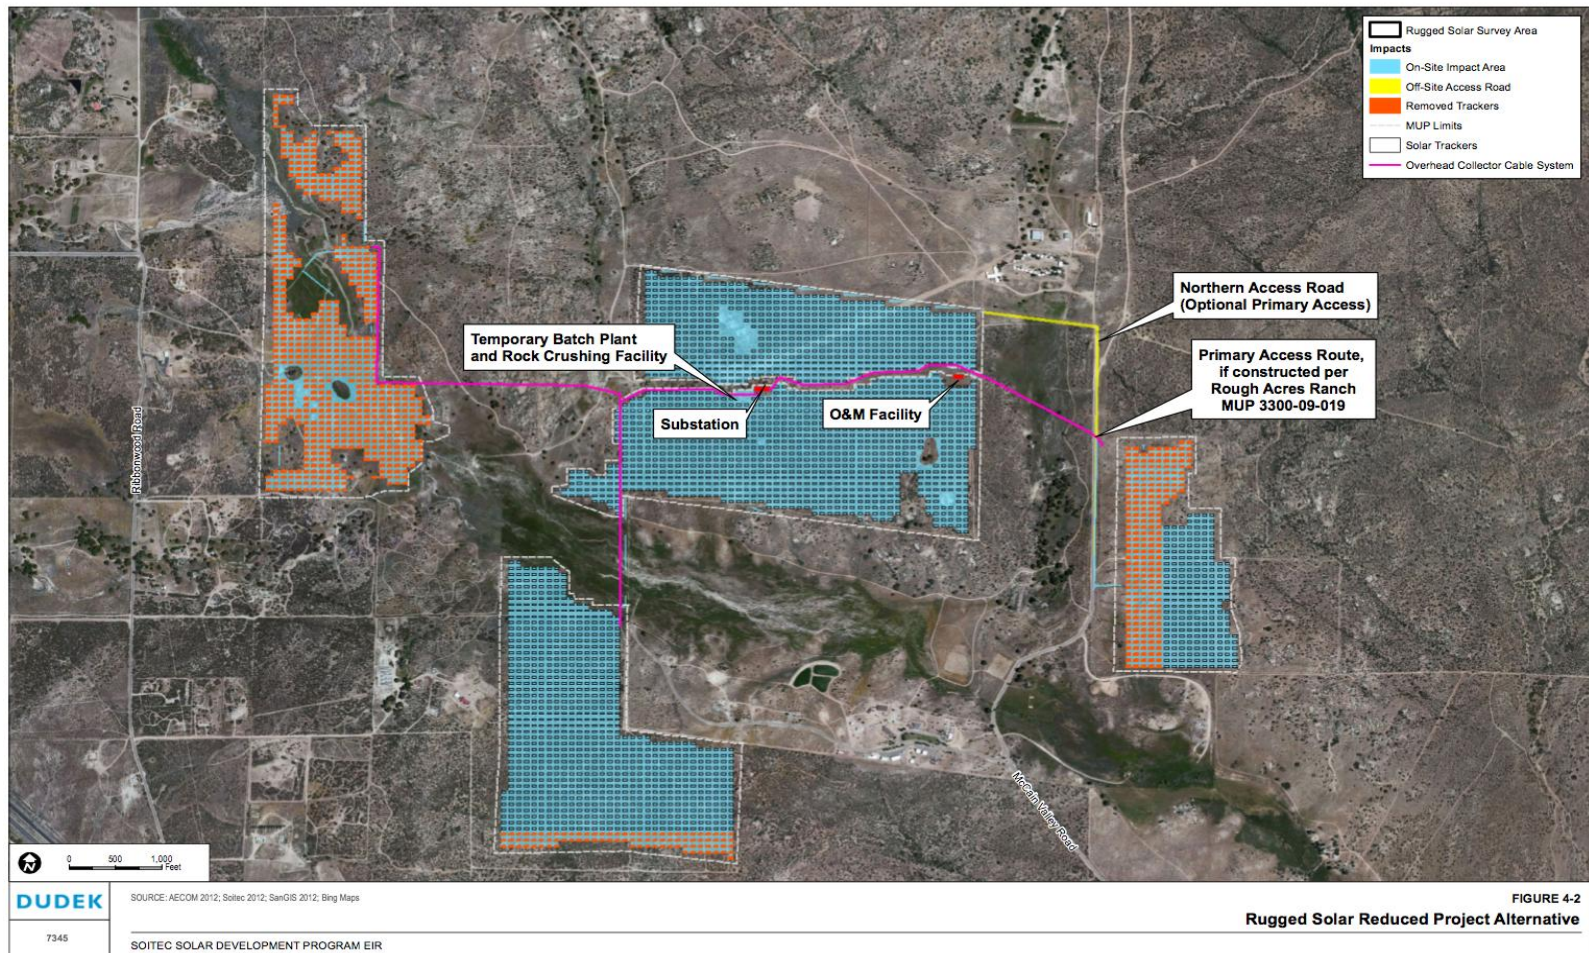 Rugged Solar Survey Area
Impacts
On-Site Impact Area
Off-Site Access Road
Removed Trackers
MUP Limits
Solar Trackers
Overhead Collector Cable System
Northern Access Road
(Optional Primary Access)
Temporary Batch Plant
and Rock Crushing Facility
Primary Access Route,
if constructed per
Rough Acres Ranch
MUP 3300-09-019
Substation
O&M Facility
Ribbonwood Road
McCain Valley Road
N
0 500 1,000
Feet
DUDEK
7345
SOURCE: AECOM 2012; Soitec 2012; SanGIS 2012; Bing Maps
SOITEC SOLAR DEVELOPMENT PROGRAM EIR
FIGURE 4-2
Rugged Solar Reduced Project Alternative